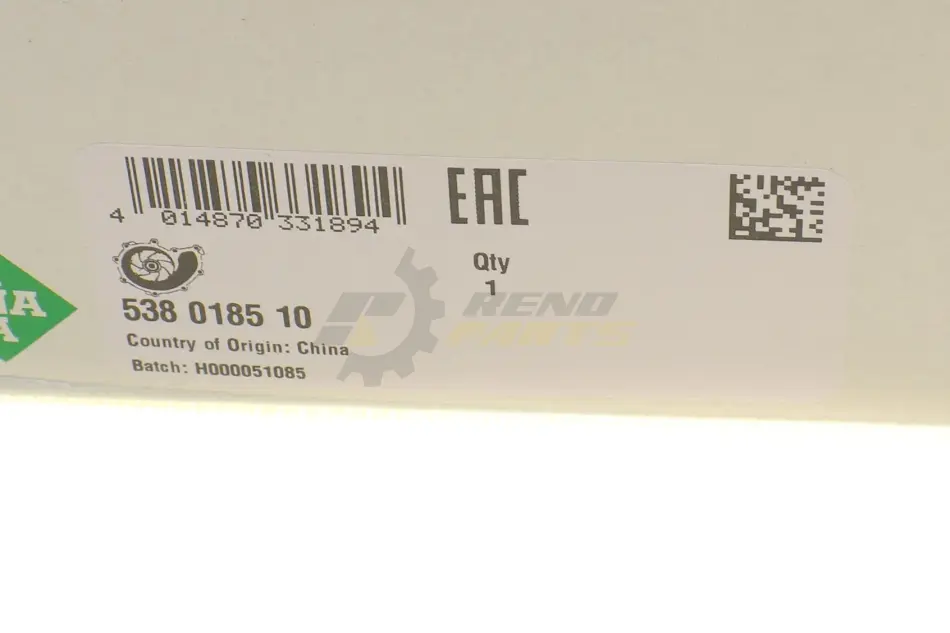 4 014870 331894
EAC
Qty
1
538 0185 10
Country of Origin: China
Batch: H000051085
RENO
PARTS